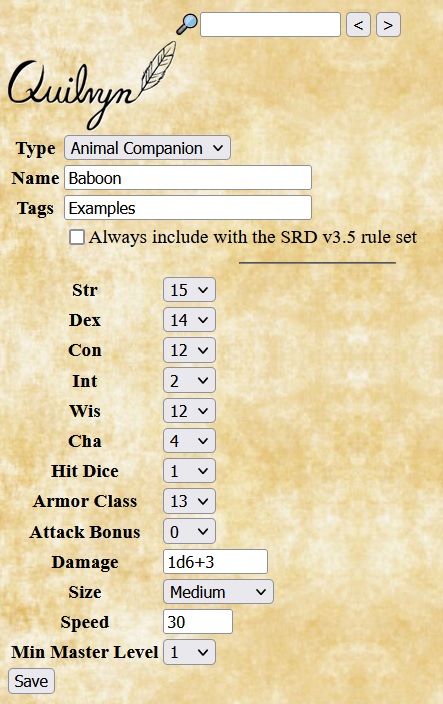 < >
Quilvyn
Type Animal Companion
Name Baboon
Tags Examples
Always include with the SRD v3.5 rule set
Str 15
Dex 14
Con 12
Int 2
Wis 12
Cha 4
Hit Dice 1
Armor Class 13
Attack Bonus 0
Damage 1d6+3
Size Medium
Speed 30
Min Master Level 1
Save